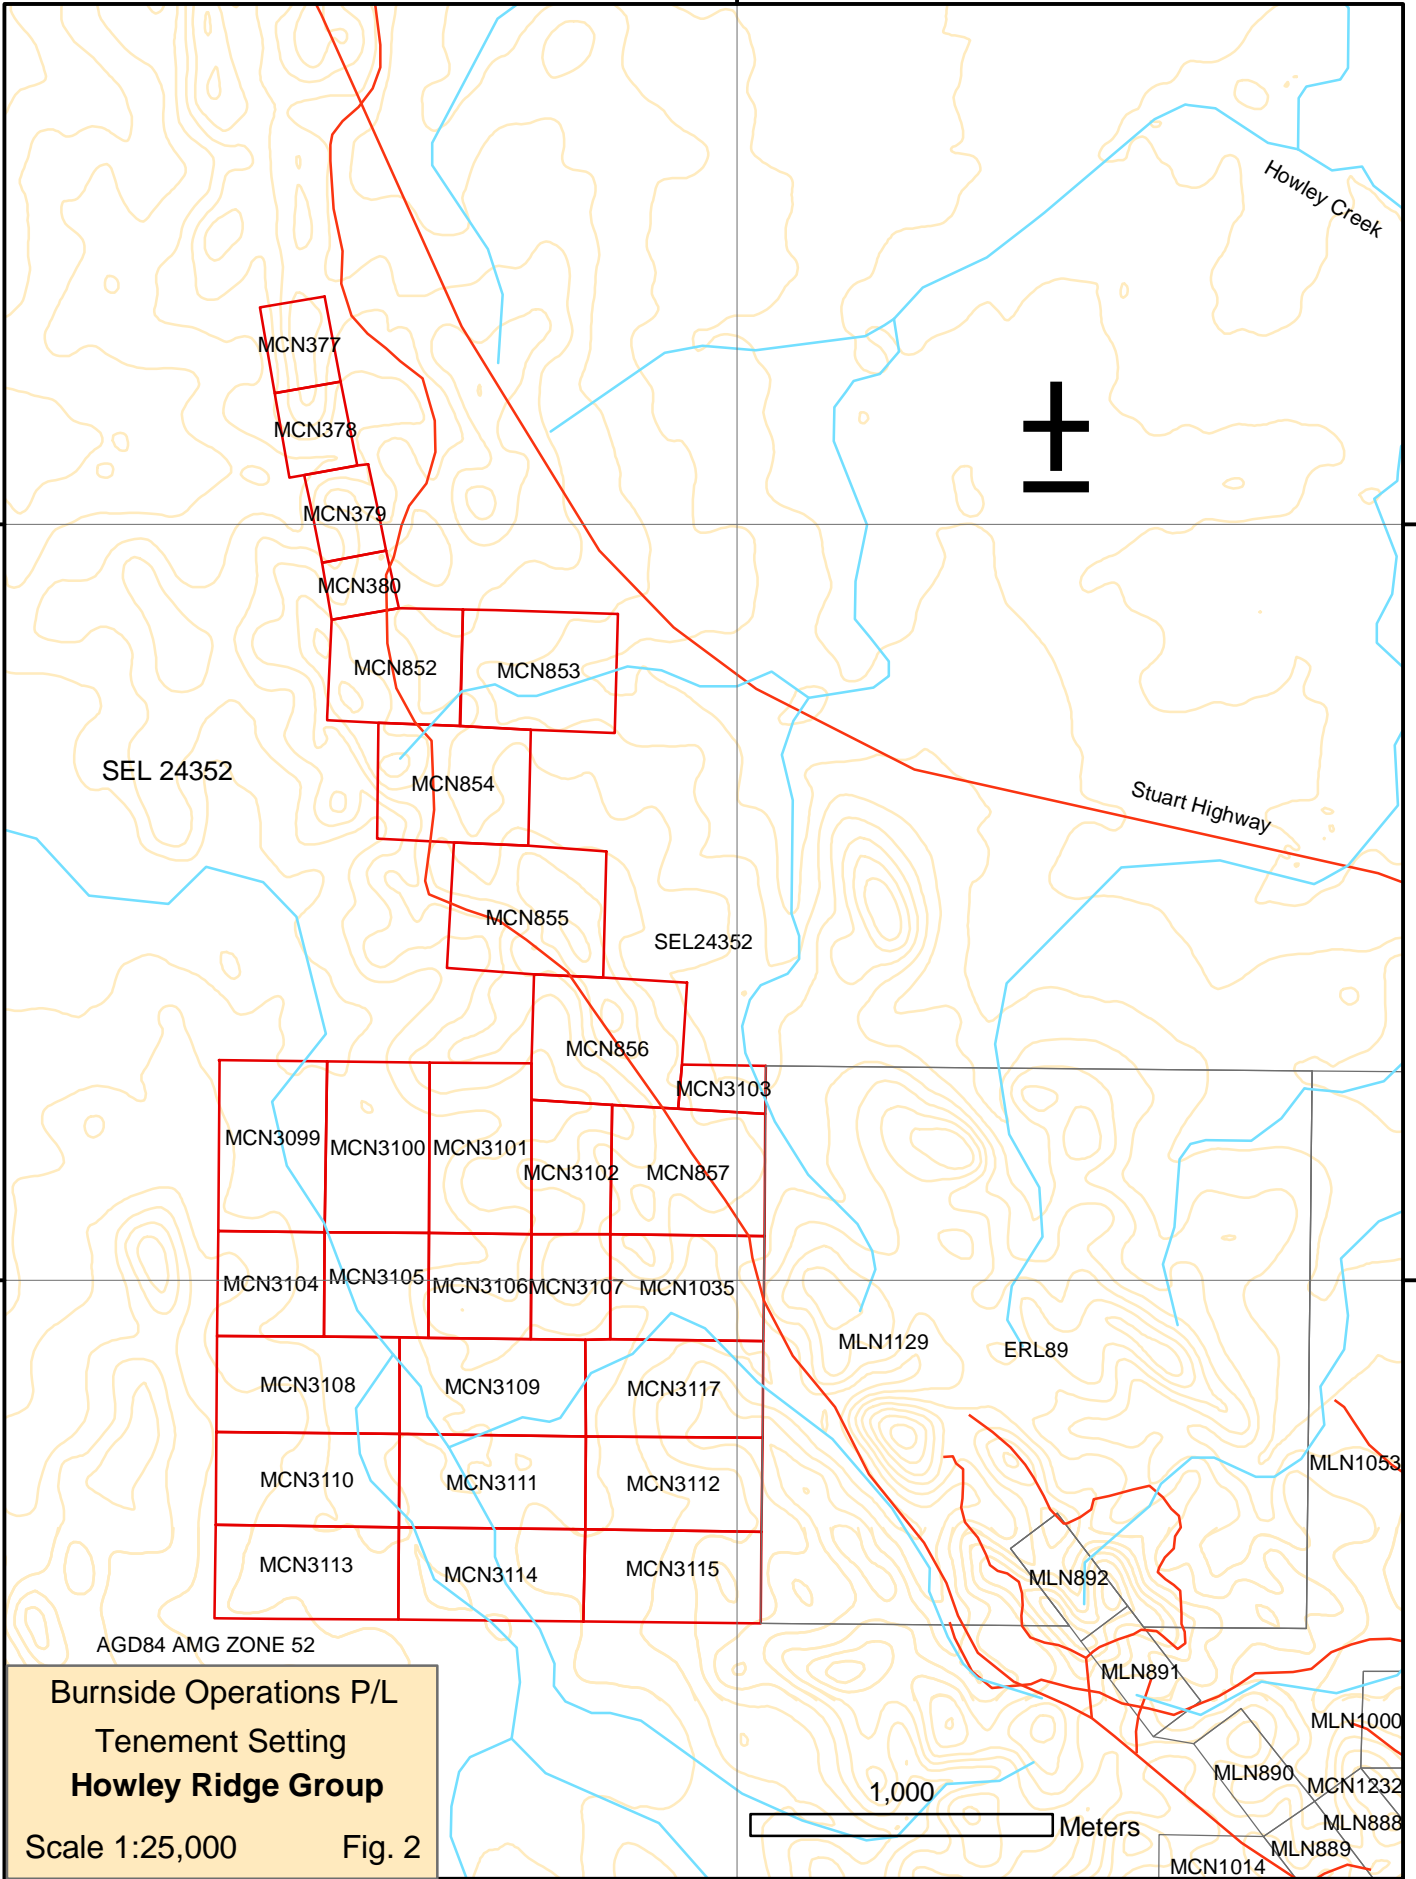 Howley Creek
MCN377
MCN378
MCN379
MCN380
MCN852
MCN853
SEL 24352
MCN854
Stuart Highway
MCN855
SEL24352
MCN856
MCN3103
MCN3099
MCN3100
MCN3101
MCN3102
MCN857
MCN3104
MCN3105
MCN3106
MCN3107
MCN1035
MLN1129
ERL89
MCN3108
MCN3109
MCN3117
MLN1053
MCN3110
MCN3111
MCN3112
MCN3113
MCN3114
MCN3115
MLN892
AGD84 AMG ZONE 52
MLN891
Burnside Operations P/L
Tenement Setting
Howley Ridge Group
Scale 1:25,000 Fig. 2
MLN1000
MLN890
MCN1232
1,000
Meters
MLN888
MLN889
MCN1014